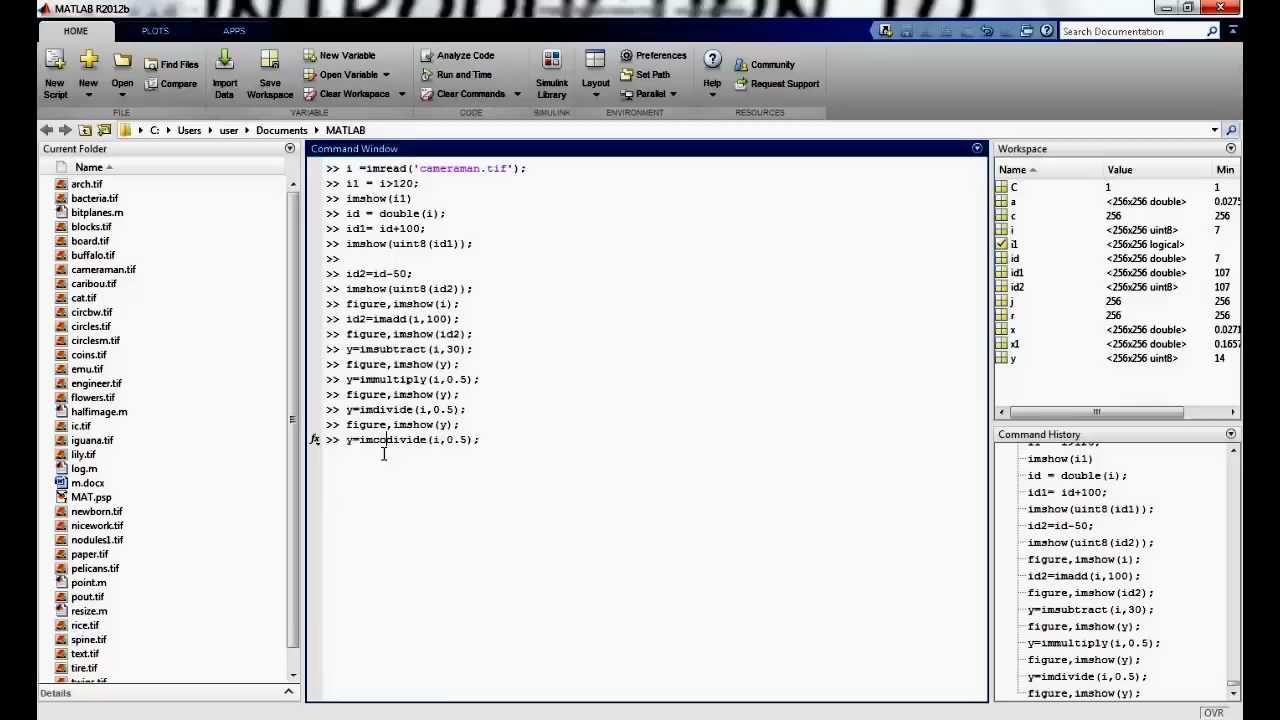 MATLAB R2012b
HOME PLOTS APPS
Search Documentation
New Script
New
Open
Find Files
Compare
Import Data
Save Workspace
New Variable
Open Variable
Clear Workspace
Analyze Code
Run and Time
Clear Commands
Simulink Library
Layout
Preferences
Set Path
Parallel
Help
Community
Request Support
FILE VARIABLE CODE SIMULINK ENVIRONMENT RESOURCES
C: Users user Documents MATLAB
Current Folder
Name
arch.tif
bacteria.tif
bitplanes.m
blocks.tif
board.tif
buffalo.tif
cameraman.tif
caribou.tif
cat.tif
circbw.tif
circles.tif
circlesm.tif
coins.tif
emu.tif
engineer.tif
flowers.tif
halfimage.m
ic.tif
iguana.tif
lily.tif
log.m
m.docx
MAT.psp
newborn.tif
nicework.tif
nodules1.tif
paper.tif
pelicans.tif
point.m
pout.tif
resize.m
rice.tif
spine.tif
text.tif
tire.tif
Details
Command Window
>> i =imread('cameraman.tif');
>> i1 = i>120;
>> imshow(i1)
>> id = double(i);
>> id1= id+100;
>> imshow(uint8(id1));
>>
>> id2=id-50;
>> imshow(uint8(id2));
>> figure,imshow(i);
>> id2=imadd(i,100);
>> figure,imshow(id2);
>> y=imsubtract(i,30);
>> figure,imshow(y);
>> y=immultiply(i,0.5);
>> figure,imshow(y);
>> y=imdivide(i,0.5);
>> figure,imshow(y);
fx >> y=imcodivide(i,0.5);
Workspace
Name Value Min
C 1 1
a <256x256 double>
c 256 256
i <256x256 uint8> 7
i1 <256x256 logical>
id <256x256 double> 7
id1 <256x256 double> 107
id2 <256x256 uint8> 107
j 256 256
r 256 256
x <256x256 double> 0.0271
x1 <256x256 double> 0.1657
y <256x256 uint8> 14
Command History
imshow(i1)
id = double(i);
id1= id+100;
imshow(uint8(id1));
id2=id-50;
imshow(uint8(id2));
figure,imshow(i);
id2=imadd(i,100);
figure,imshow(id2);
y=imsubtract(i,30);
figure,imshow(y);
y=immultiply(i,0.5);
figure,imshow(y);
y=imdivide(i,0.5);
figure,imshow(y);
OVR